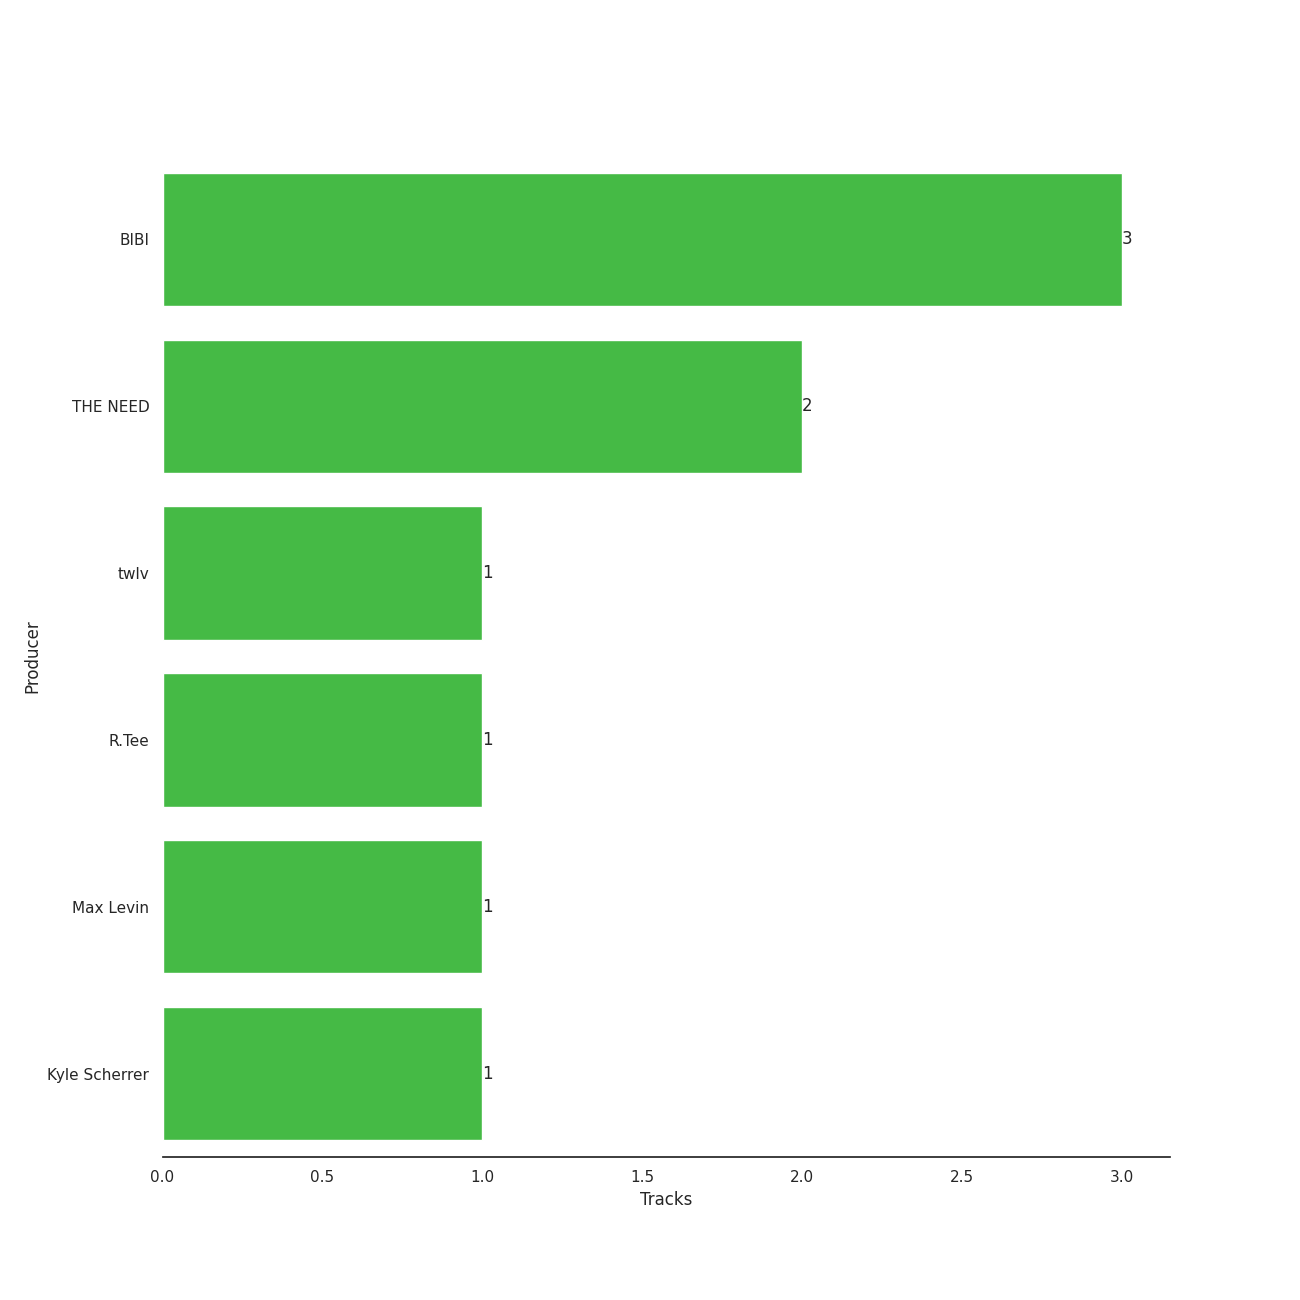 BIBI
3
THE NEED
2
twlv
1
R.Tee
1
Max Levin
1
Kyle Scherrer
1
Producer
0.0 0.5 1.0 1.5 2.0 2.5 3.0
Tracks